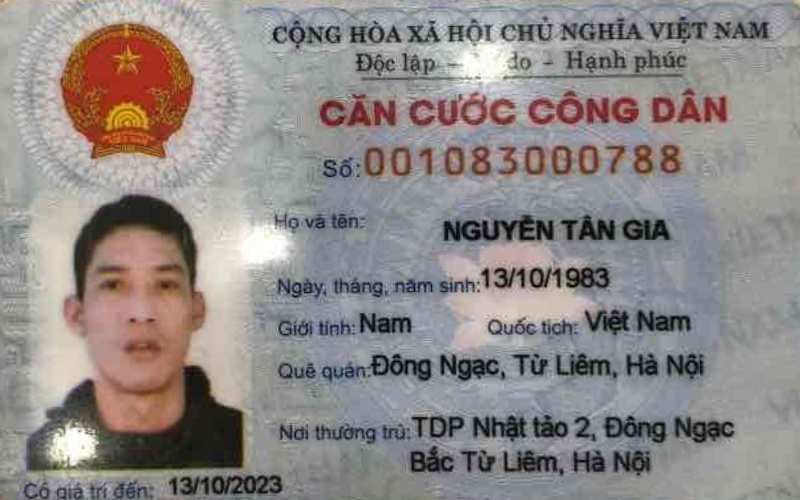 CỘNG HÒA XÃ HỘI CHỦ NGHĨA VIỆT NAM
Độc lập – do – Hạnh phúc
CĂN CƯỚC CÔNG DÂN
Số: 001083000788
Họ và tên: NGUYỄN TÂN GIA
Ngày, tháng, năm sinh: 13/10/1983
Giới tính: Nam Quốc tịch: Việt Nam
Quê quán: Đông Ngạc, Từ Liêm, Hà Nội
Nơi thường trú: TDP Nhật tảo 2, Đông Ngạc
Bắc Từ Liêm, Hà Nội
Có giá trị đến: 13/10/2023